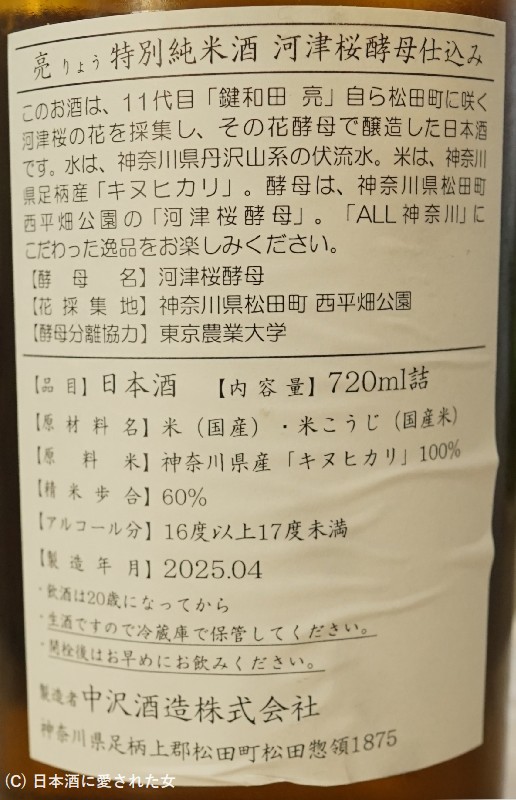 亮 りょう 特別純米酒 河津桜酵母仕込み
このお酒は、11代目「鍵和田 亮」自ら松田町に咲く
河津桜の花を採集し、その花酵母で醸造した日本酒
です。水は、神奈川県丹沢山系の伏流水。米は、神奈川
県足柄産「キヌヒカリ」。酵母は、神奈川県松田町
西平畑公園の「河津桜酵母」。「ALL神奈川」に
こだわった逸品をお楽しみください。
【酵母名】河津桜酵母
【花採集地】神奈川県松田町 西平畑公園
【酵母分離協力】東京農業大学
【品目】日本酒 【内容量】720ml詰
【原材料名】米（国産）・米こうじ（国産米）
【原料米】神奈川県産「キヌヒカリ」100%
【精米歩合】60%
【アルコール分】16度以上17度未満
【製造年月】2025.04
・飲酒は20歳になってから
・生酒ですので冷蔵庫で保管してください。
・開栓後はお早めにお飲みください。
製造者 中沢酒造株式会社
神奈川県足柄上郡松田町松田惣領1875
(C) 日本酒に愛された女